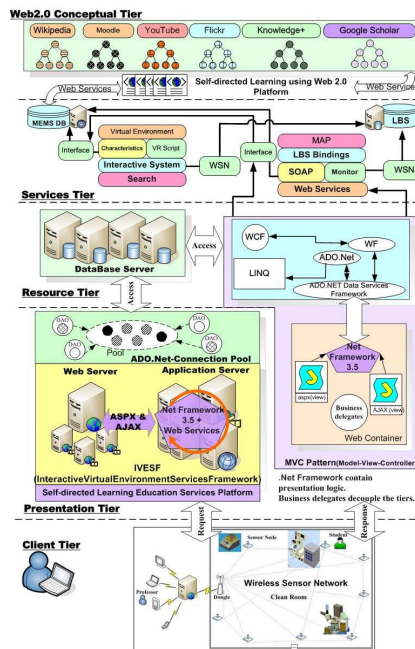 Web2.0 Conceptual Tier
Wikipedia
Moodle
YouTube
Flickr
Knowledge+
Google Scholar
Web Services
Self-directed Learning using Web 2.0
Platform
Web Services
MEMS DB
LBS
Virtual Environment
Interface
Characteristics
VR Script
Interactive System
Search
WSN
Interface
MAP
LBS Bindings
SOAP
Monitor
Web Services
WSN
Services Tier
DataBase Server
Access
WCF
WF
ADO.Net
LINQ
ADO.NET Data Services
Framework
Resource Tier
Access
DAO
DAO
DAO
DAO
Pool
ADO.Net-Connection Pool
Web Server
Application Server
ASPX &
AJAX
.Net Framework
3.5 +
Web Services
IVESF
(InteractiveVirtualEnvironmentServicesFramework)
Self-directed Learning Education Services Platform
.Net
Framework
3.5
aspx(view)
AJAX (view)
Business
delegates
Web Container
MVC Pattern(Model-View-Controller)
.Net Framework contain
presentation logic.
Business delegates decouple the tiers.
Presentation Tier
Request
Response
Client Tier
Sensor Node
Student
Professor
Dongle
Wireless Sensor Network
Clean Room